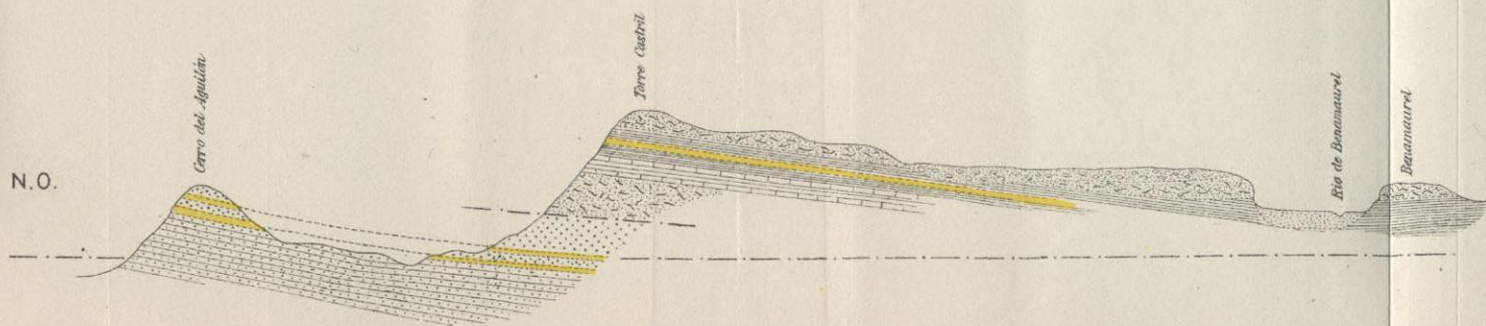 N.O.
Cerro del Aguilón
Torre Castril
Rio de Benamaurel
Benamaurel